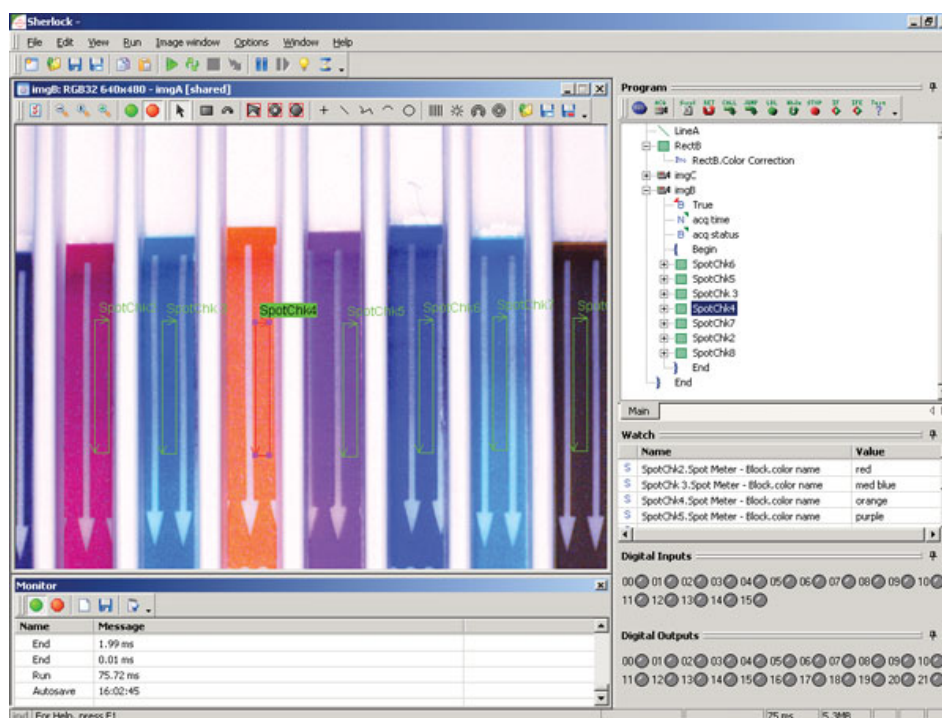 Sherlock -
File Edit View Run Image window Options Window Help
imgB: RGB32 640x480 - imgA [shared]
SpotChk4
SpotChk5
SpotChk6
Program
LineA
RectB
RectB.Color Correction
imgC
imgB
True
acq time
acq status
Begin
SpotChk6
SpotChk5
SpotChk 3
SpotChk4
SpotChk7
SpotChk2
SpotChk8
End
End
Main
Watch
Name Value
SpotChk2.Spot Meter - Block.color name red
SpotChk 3.Spot Meter - Block.color name med blue
SpotChk4.Spot Meter - Block.color name orange
SpotChk5.Spot Meter - Block.color name purple
Digital Inputs
00 01 02 03 04 05 06 07 08 09 10
11 12 13 14 15
Digital Outputs
00 01 02 03 04 05 06 07 08 09 10
11 12 13 14 15 16 17 18 19 20 21
Monitor
Name Message
End 1.99 ms
End 0.01 ms
Run 75.72 ms
Autosave 16:02:45
For Help, press F1
75 ms 5.3MB